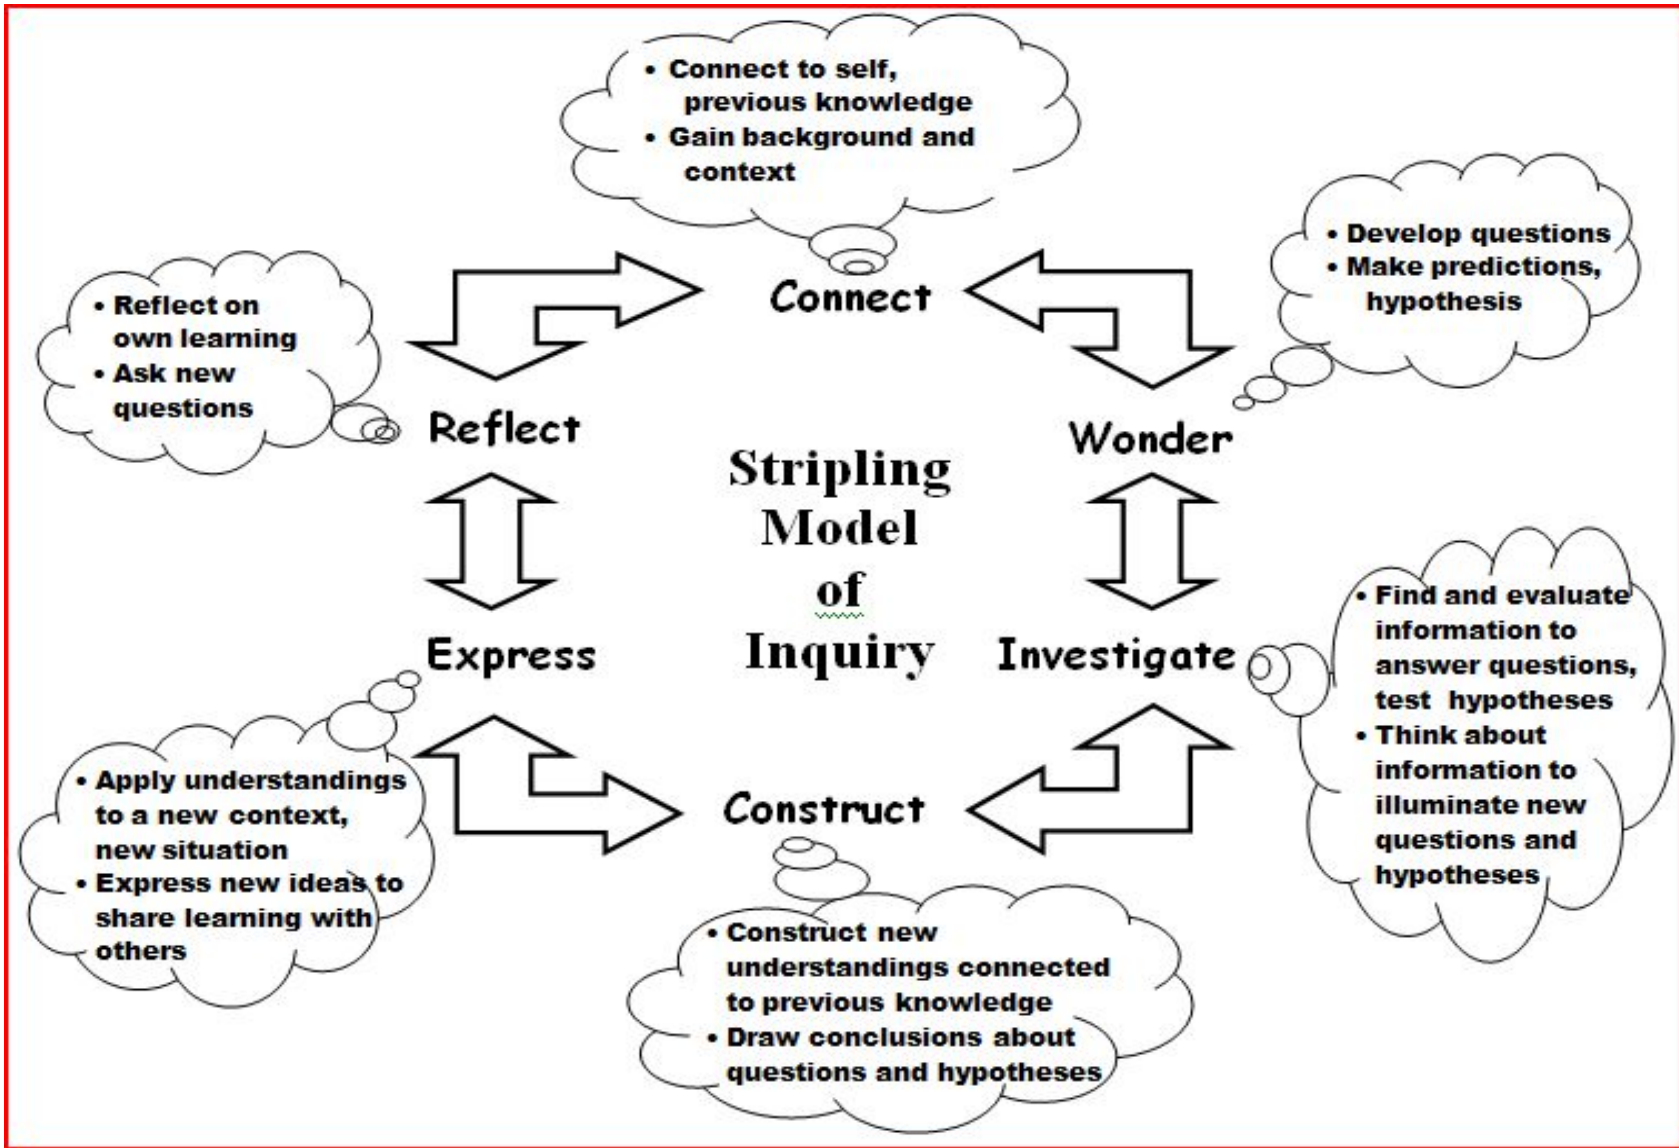 • Connect to self,
previous knowledge
• Gain background and
context
Connect
• Develop questions
• Make predictions,
hypothesis
Wonder
• Find and evaluate
information to
answer questions,
test hypotheses
• Think about
information to
illuminate new
questions and
hypotheses
Investigate
• Construct new
understandings connected
to previous knowledge
• Draw conclusions about
questions and hypotheses
Construct
• Apply understandings
to a new context,
new situation
• Express new ideas to
share learning with
others
Express
• Reflect on
own learning
• Ask new
questions
Reflect
Stripling
Model
of
Inquiry